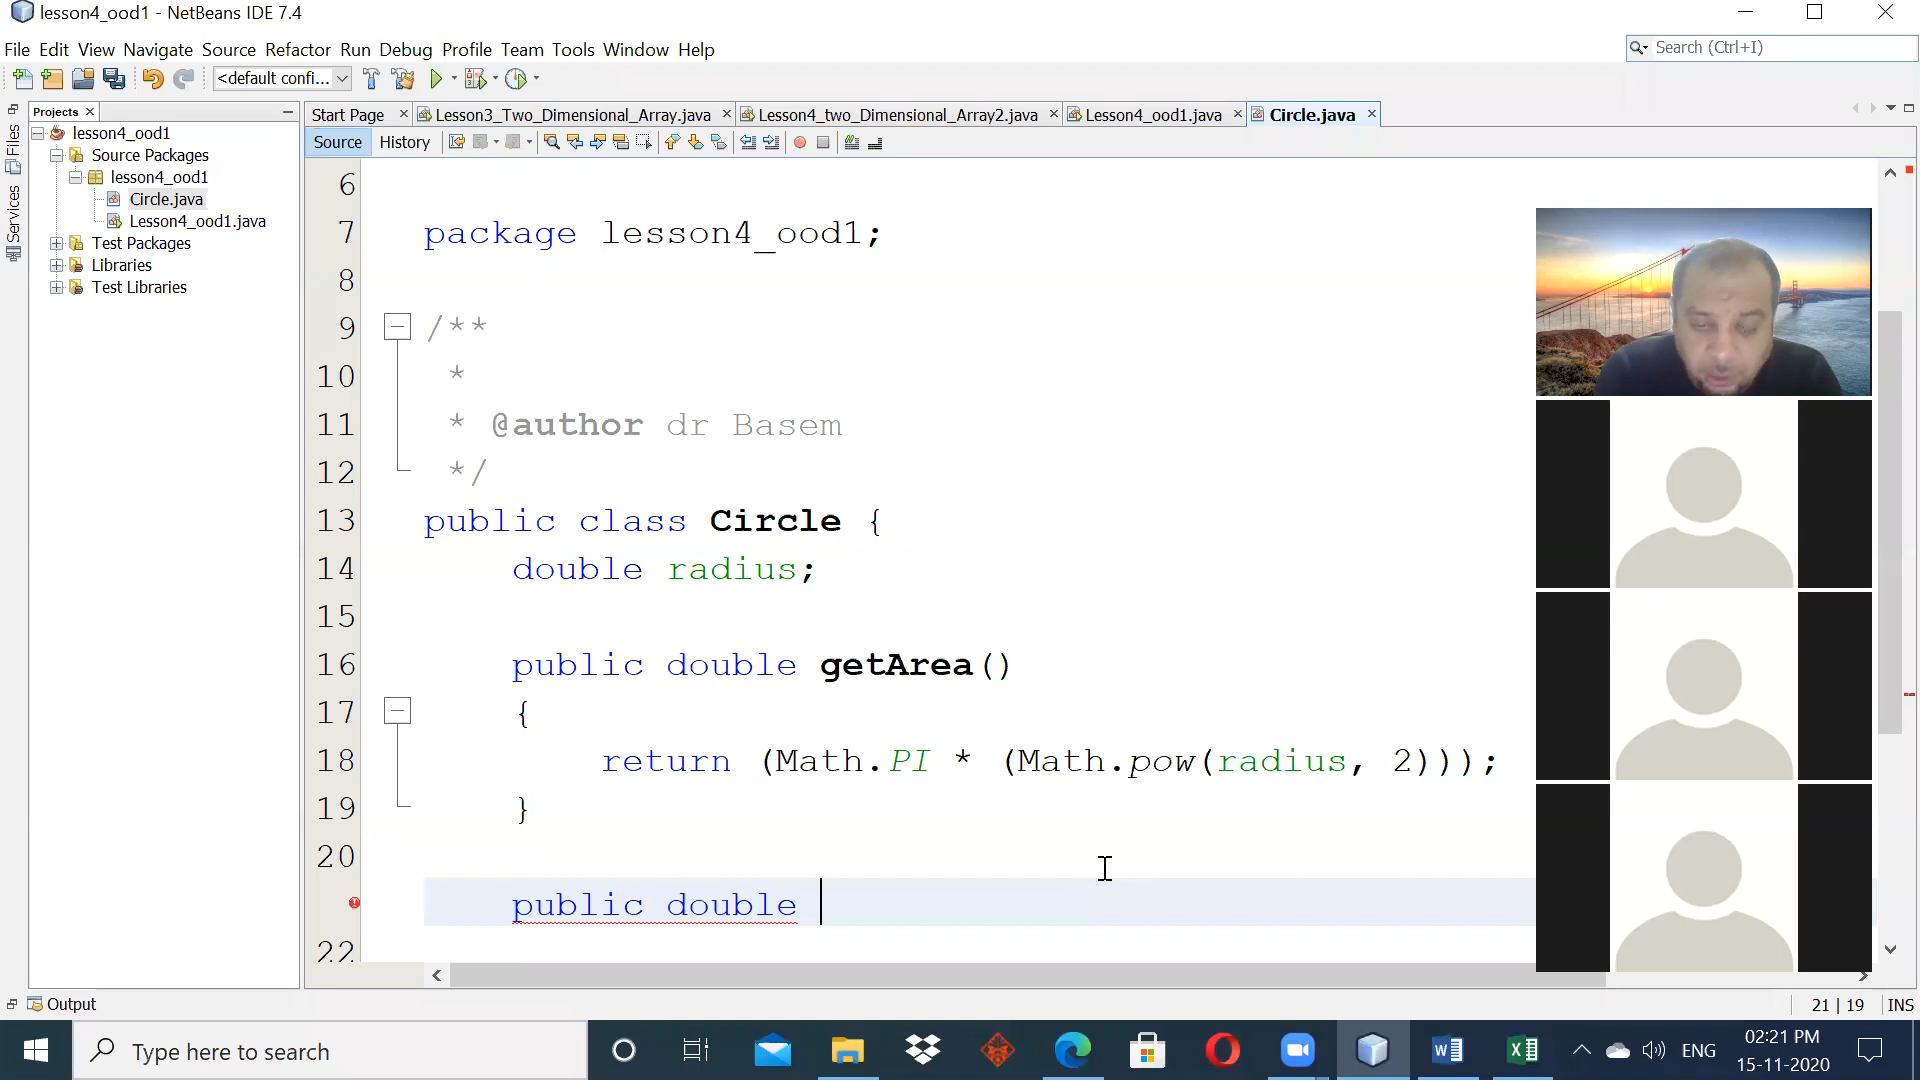 lesson4_ood1 - NetBeans IDE 7.4
File Edit View Navigate Source Refactor Run Debug Profile Team Tools Window Help
Search (Ctrl+I)
<default confi...
Files
Services
Projects
lesson4_ood1
Source Packages
lesson4_ood1
Circle.java
Lesson4_ood1.java
Test Packages
Libraries
Test Libraries
Start Page
Lesson3_Two_Dimensional_Array.java
Lesson4_two_Dimensional_Array2.java
Lesson4_ood1.java
Circle.java
Source History
6
7 package lesson4_ood1;
8
9 /**
10 *
11 * @author dr Basem
12 */
13 public class Circle {
14 double radius;
15
16 public double getArea()
17 {
18 return (Math.PI * (Math.pow(radius, 2)));
19 }
20
public double
22
Output
21 | 19 INS
Type here to search
ENG
02:21 PM
15-11-2020